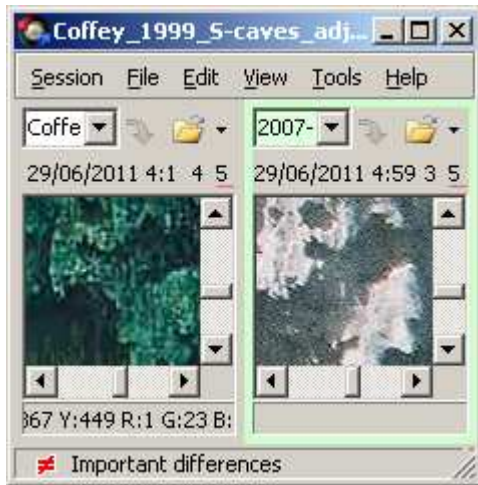 Coffey_1999_S-caves_adj...
Session File Edit View Tools Help
Coffe 2007-
29/06/2011 4:1 4 5 29/06/2011 4:59 3 5
367 Y:449 R:1 G:23 B:
Important differences